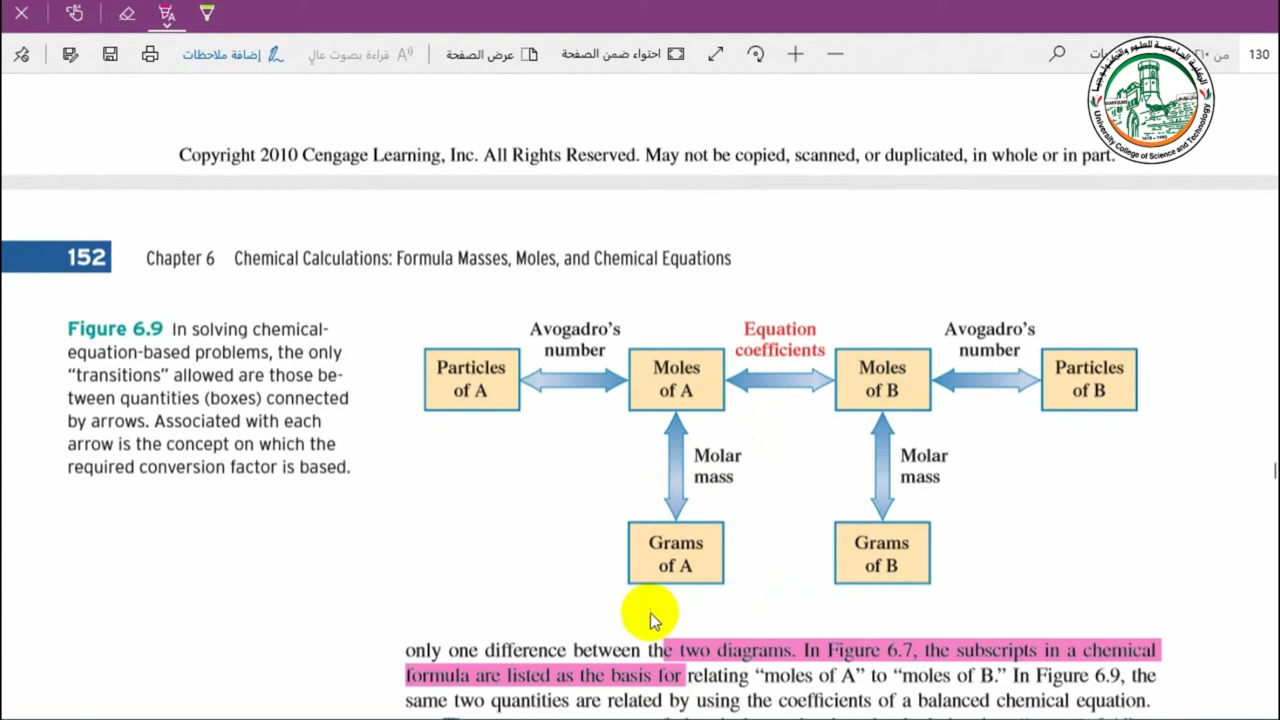 إضافة ملاحظات
قراءة بصوت عالٍ
عرض الصفحة
احتواء ضمن الصفحة
من
130
University College of Science and Technology
Copyright 2010 Cengage Learning, Inc. All Rights Reserved. May not be copied, scanned, or duplicated, in whole or in part.
152 Chapter 6 Chemical Calculations: Formula Masses, Moles, and Chemical Equations
Figure 6.9 In solving chemical-
equation-based problems, the only
“transitions” allowed are those be-
tween quantities (boxes) connected
by arrows. Associated with each
arrow is the concept on which the
required conversion factor is based.
Avogadro’s
number
Equation
coefficients
Avogadro’s
number
Particles
of A
Moles
of A
Moles
of B
Particles
of B
Molar
mass
Molar
mass
Grams
of A
Grams
of B
only one difference between the two diagrams. In Figure 6.7, the subscripts in a chemical
formula are listed as the basis for relating “moles of A” to “moles of B.” In Figure 6.9, the
same two quantities are related by using the coefficients of a balanced chemical equation.